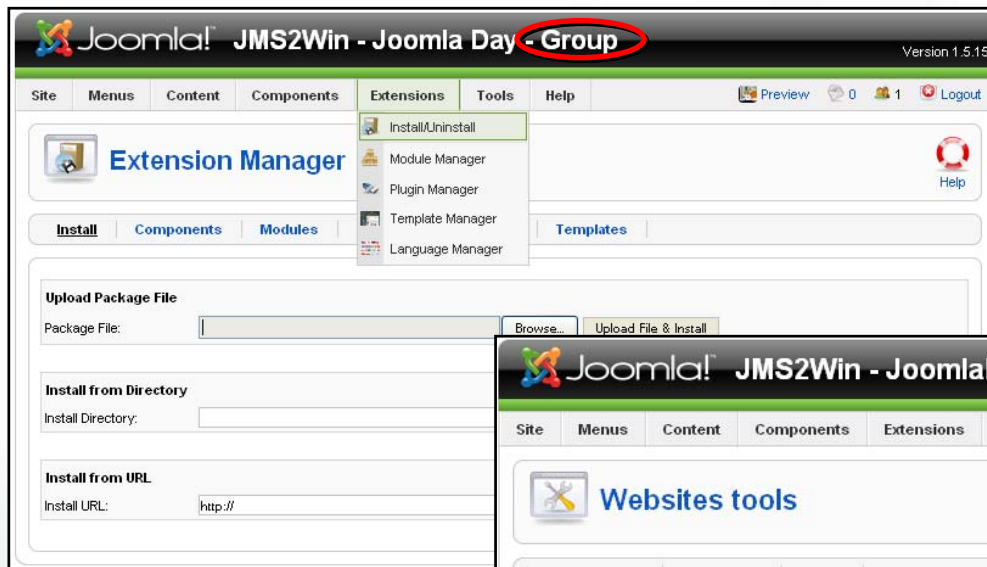 Joomla! JMS2Win - Joomla Day - Group
Version 1.5.15
Site Menus Content Components Extensions Tools Help Preview 0 1 Logout
Install/Uninstall
Module Manager
Plugin Manager
Template Manager
Language Manager
Extension Manager
Help
Install Components Modules Templates
Upload Package File
Package File: Browse... Upload File & Install
Install from Directory
Install Directory:
Install from URL
Install URL: http://
Joomla! JMS2Win - Joomla
Site Menus Content Components Extensions
Websites tools